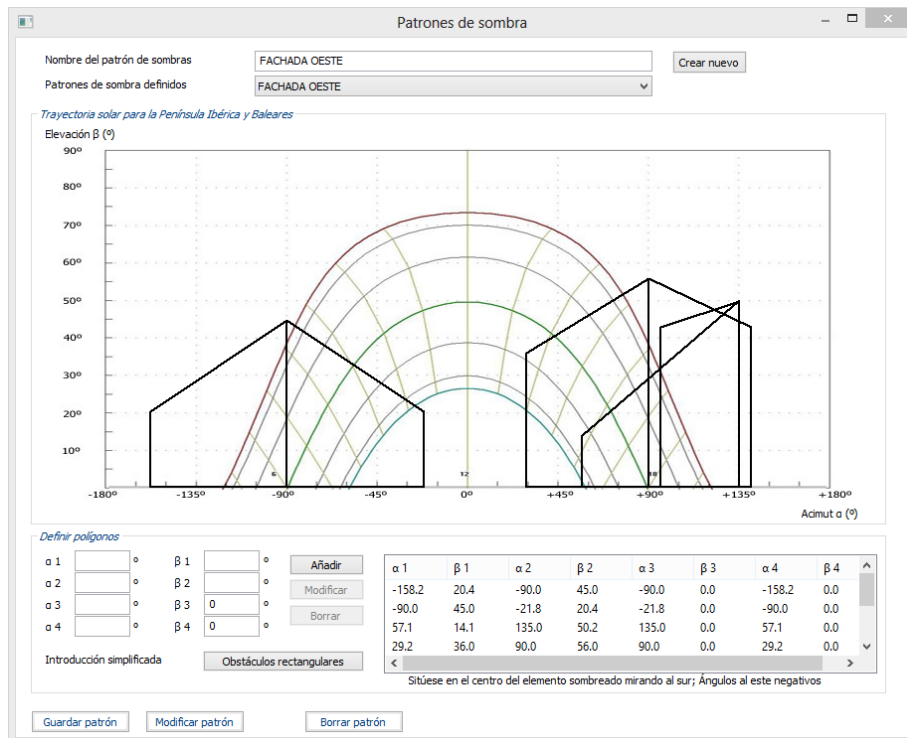 Patrones de sombra
Nombre del patrón de sombras FACHADA OESTE Crear nuevo
Patrones de sombra definidos FACHADA OESTE
Trayectoria solar para la Península Ibérica y Baleares
Elevación β (º)
90º
80º
70º
60º
50º
40º
30º
20º
10º
6 12 18
-180º -135º -90º -45º 0º +45º +90º +135º +180º
Acimut α (º)
Definir polígonos
α 1 º β 1 º Añadir
α 2 º β 2 º Modificar
α 3 º β 3 0 º Borrar
α 4 º β 4 0 º
Introducción simplificada Obstáculos rectangulares
α 1 β 1 α 2 β 2 α 3 β 3 α 4 β 4
-158.2 20.4 -90.0 45.0 -90.0 0.0 -158.2 0.0
-90.0 45.0 -21.8 20.4 -21.8 0.0 -90.0 0.0
57.1 14.1 135.0 50.2 135.0 0.0 57.1 0.0
29.2 36.0 90.0 56.0 90.0 0.0 29.2 0.0
Sitúese en el centro del elemento sombreado mirando al sur; Ángulos al este negativos
Guardar patrón Modificar patrón Borrar patrón